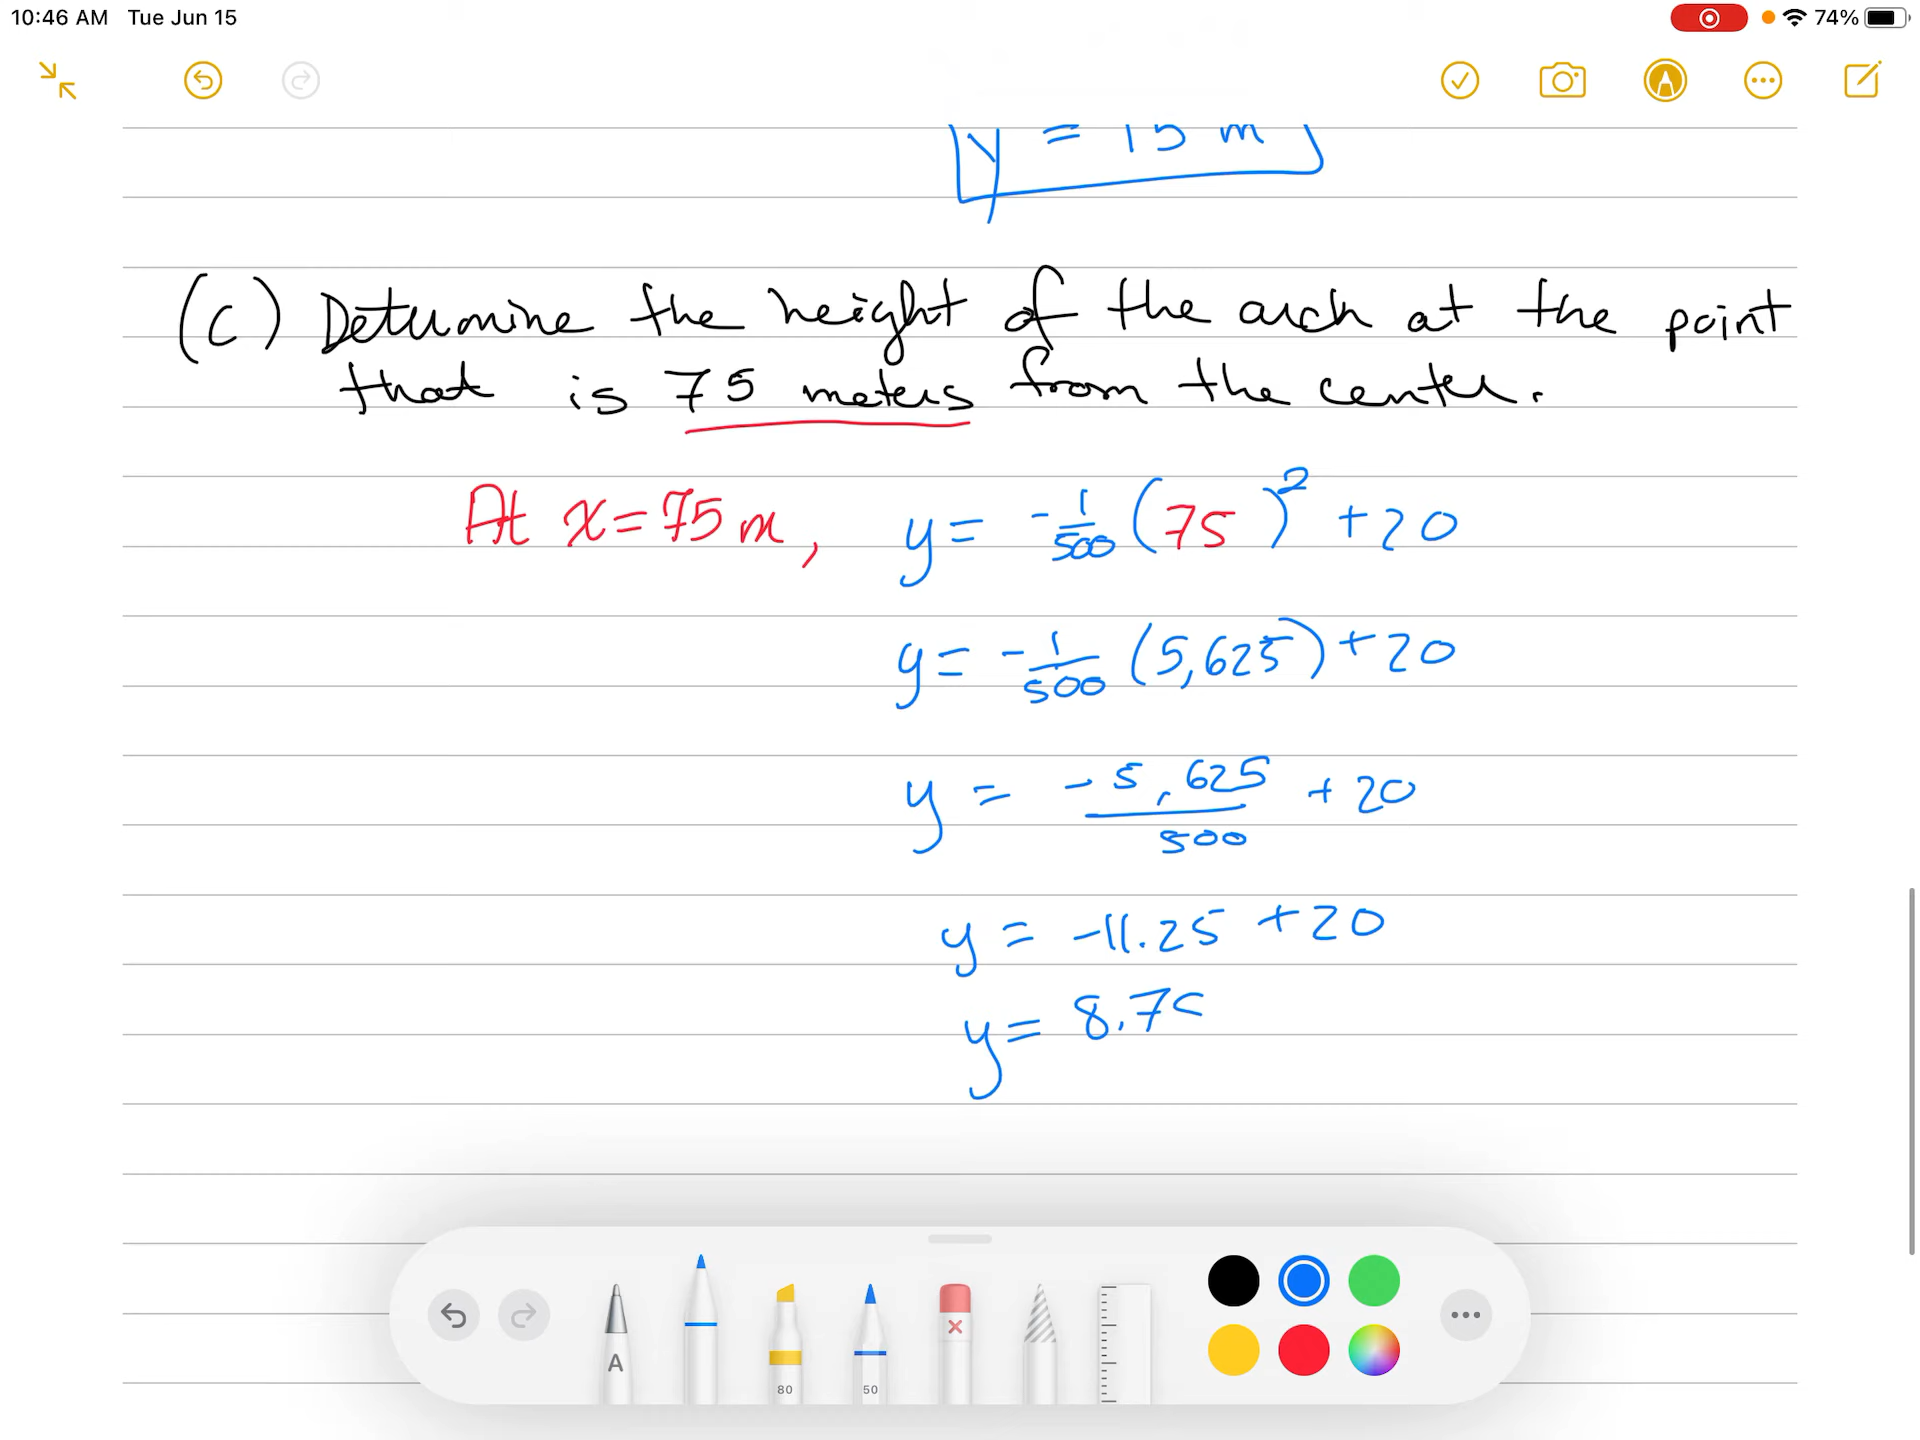 10:46 AM Tue Jun 15
74%
y = 15 m
(c) Determine the height of the arch at the point
that is 75 meters from the center.
At x=75m, y= -1/500 (75)² +20
y= -1/500 (5,625) +20
y = -5,625/500 +20
y = -11.25 +20
y= 8.7
A
80
50